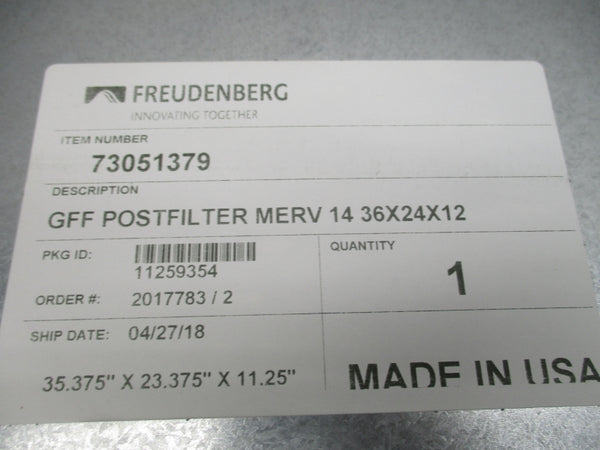 FREUDENBERG
INNOVATING TOGETHER
ITEM NUMBER
73051379
DESCRIPTION
GFF POSTFILTER MERV 14 36X24X12
PKG ID:
11259354
ORDER #: 2017783 / 2
SHIP DATE: 04/27/18
35.375" X 23.375" X 11.25"
QUANTITY
1
MADE IN USA